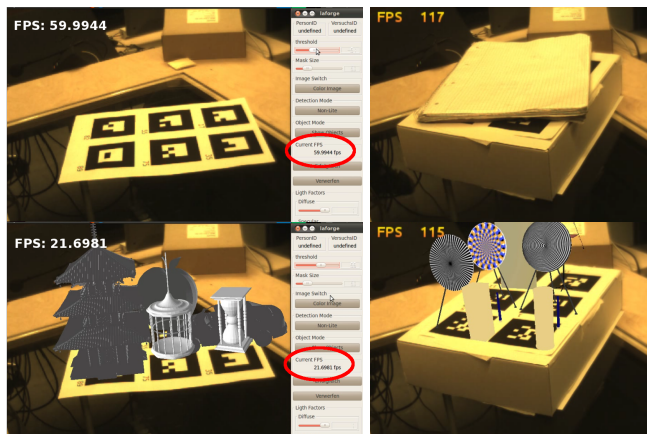 FPS: 59.9944
laforge
PersonID VersuchsID
undefined undefined
threshold
Mask Size
Image Switch
Color Image
Detection Mode
Non-Lite
Object Mode
Show Objects
Current FPS
59.9944 fps
Verwerfen
Ligth Factors
Diffuse
FPS 117
FPS: 21.6981
laforge
PersonID VersuchsID
undefined undefined
threshold
Mask Size
Image Switch
Color Image
Detection Mode
Non-Lite
Object Mode
Current FPS
21.6981 fps
Verwerfen
Ligth Factors
Diffuse
FPS 115